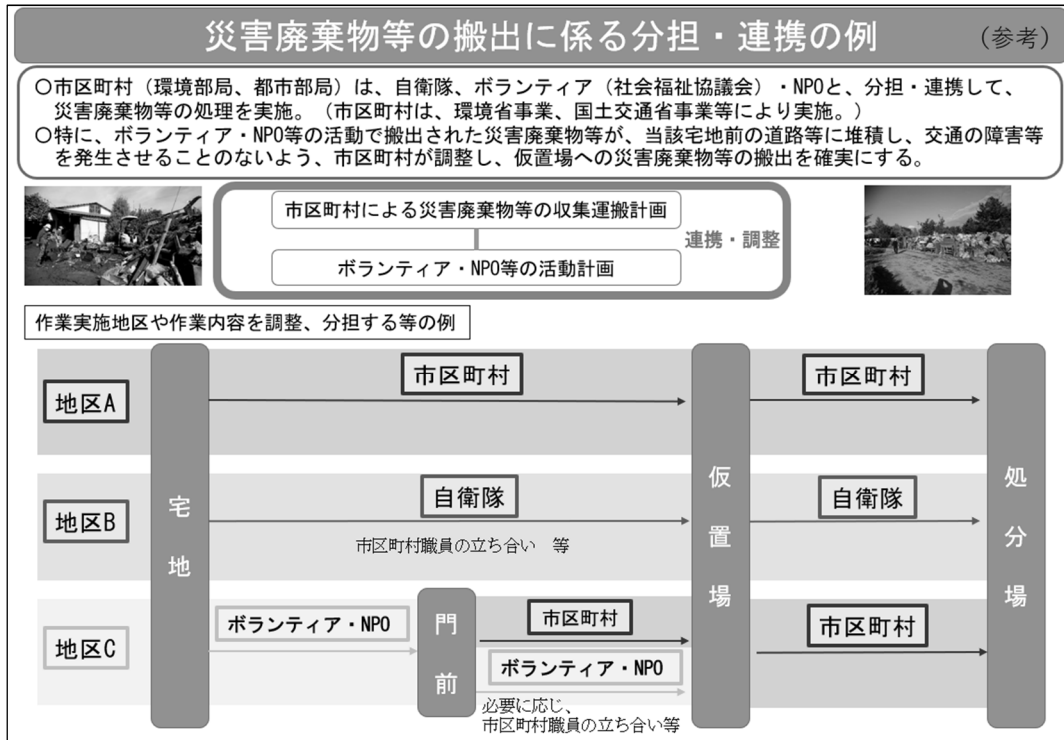 災害廃棄物等の搬出に係る分担・連携の例
(参考)
○市区町村（環境部局、都市部局）は、自衛隊、ボランティア（社会福祉協議会）・NPOと、分担・連携して、
災害廃棄物等の処理を実施。（市区町村は、環境省事業、国土交通省事業等により実施。）
○特に、ボランティア・NPO等の活動で搬出された災害廃棄物等が、当該宅地前の道路等に堆積し、交通の障害等
を発生させることのないよう、市区町村が調整し、仮置場への災害廃棄物等の搬出を確実にする。
市区町村による災害廃棄物等の収集運搬計画
連携・調整
ボランティア・NPO等の活動計画
作業実施地区や作業内容を調整、分担する等の例
地区A
宅地
市区町村
仮置場
市区町村
処分場
地区B
自衛隊
市区町村職員の立ち合い　等
自衛隊
地区C
ボランティア・NPO
門前
市区町村
ボランティア・NPO
必要に応じ、
市区町村職員の立ち合い等
市区町村